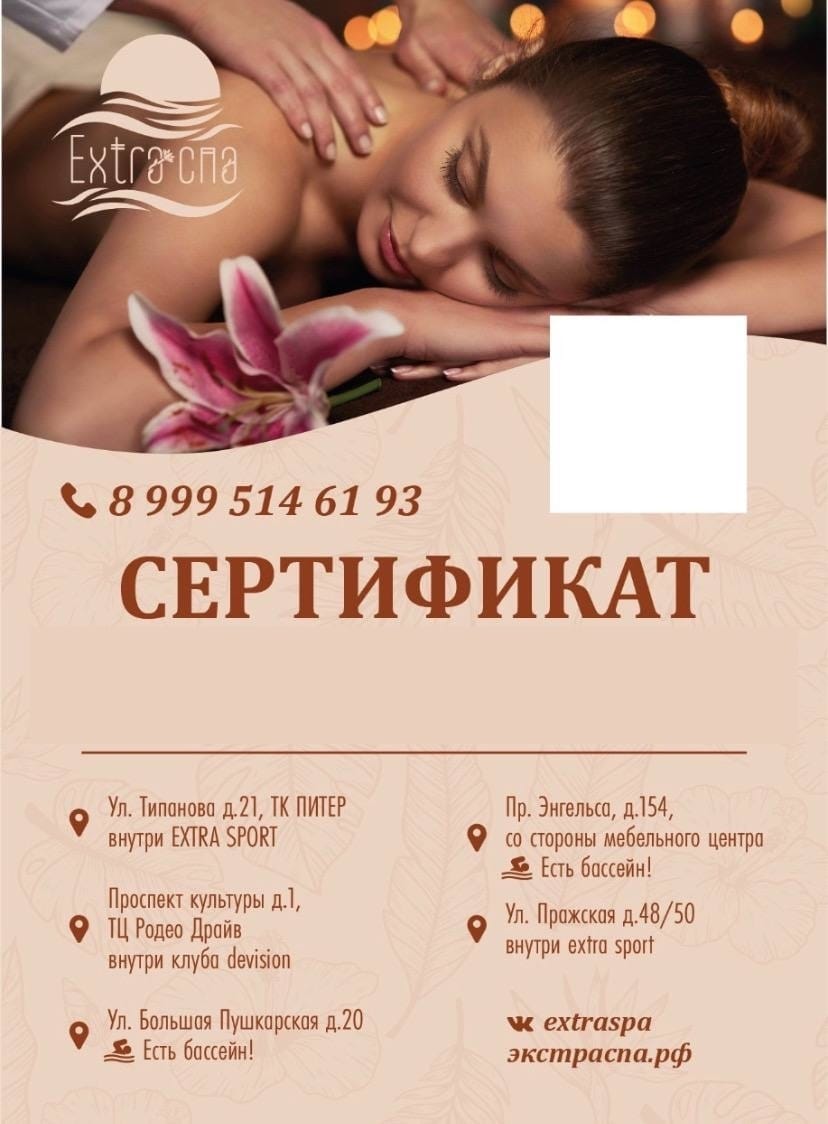 Extra спа
8 999 514 61 93
СЕРТИФИКАТ
Ул. Типанова д.21, ТК ПИТЕР
внутри EXTRA SPORT
Проспект культуры д.1,
ТЦ Родео Драйв
внутри клуба devision
Ул. Большая Пушкарская д.20
Есть бассейн!
Пр. Энгельса, д.154,
со стороны мебельного центра
Есть бассейн!
Ул. Пражская д.48/50
внутри extra sport
extraspa
экстраспа.рф